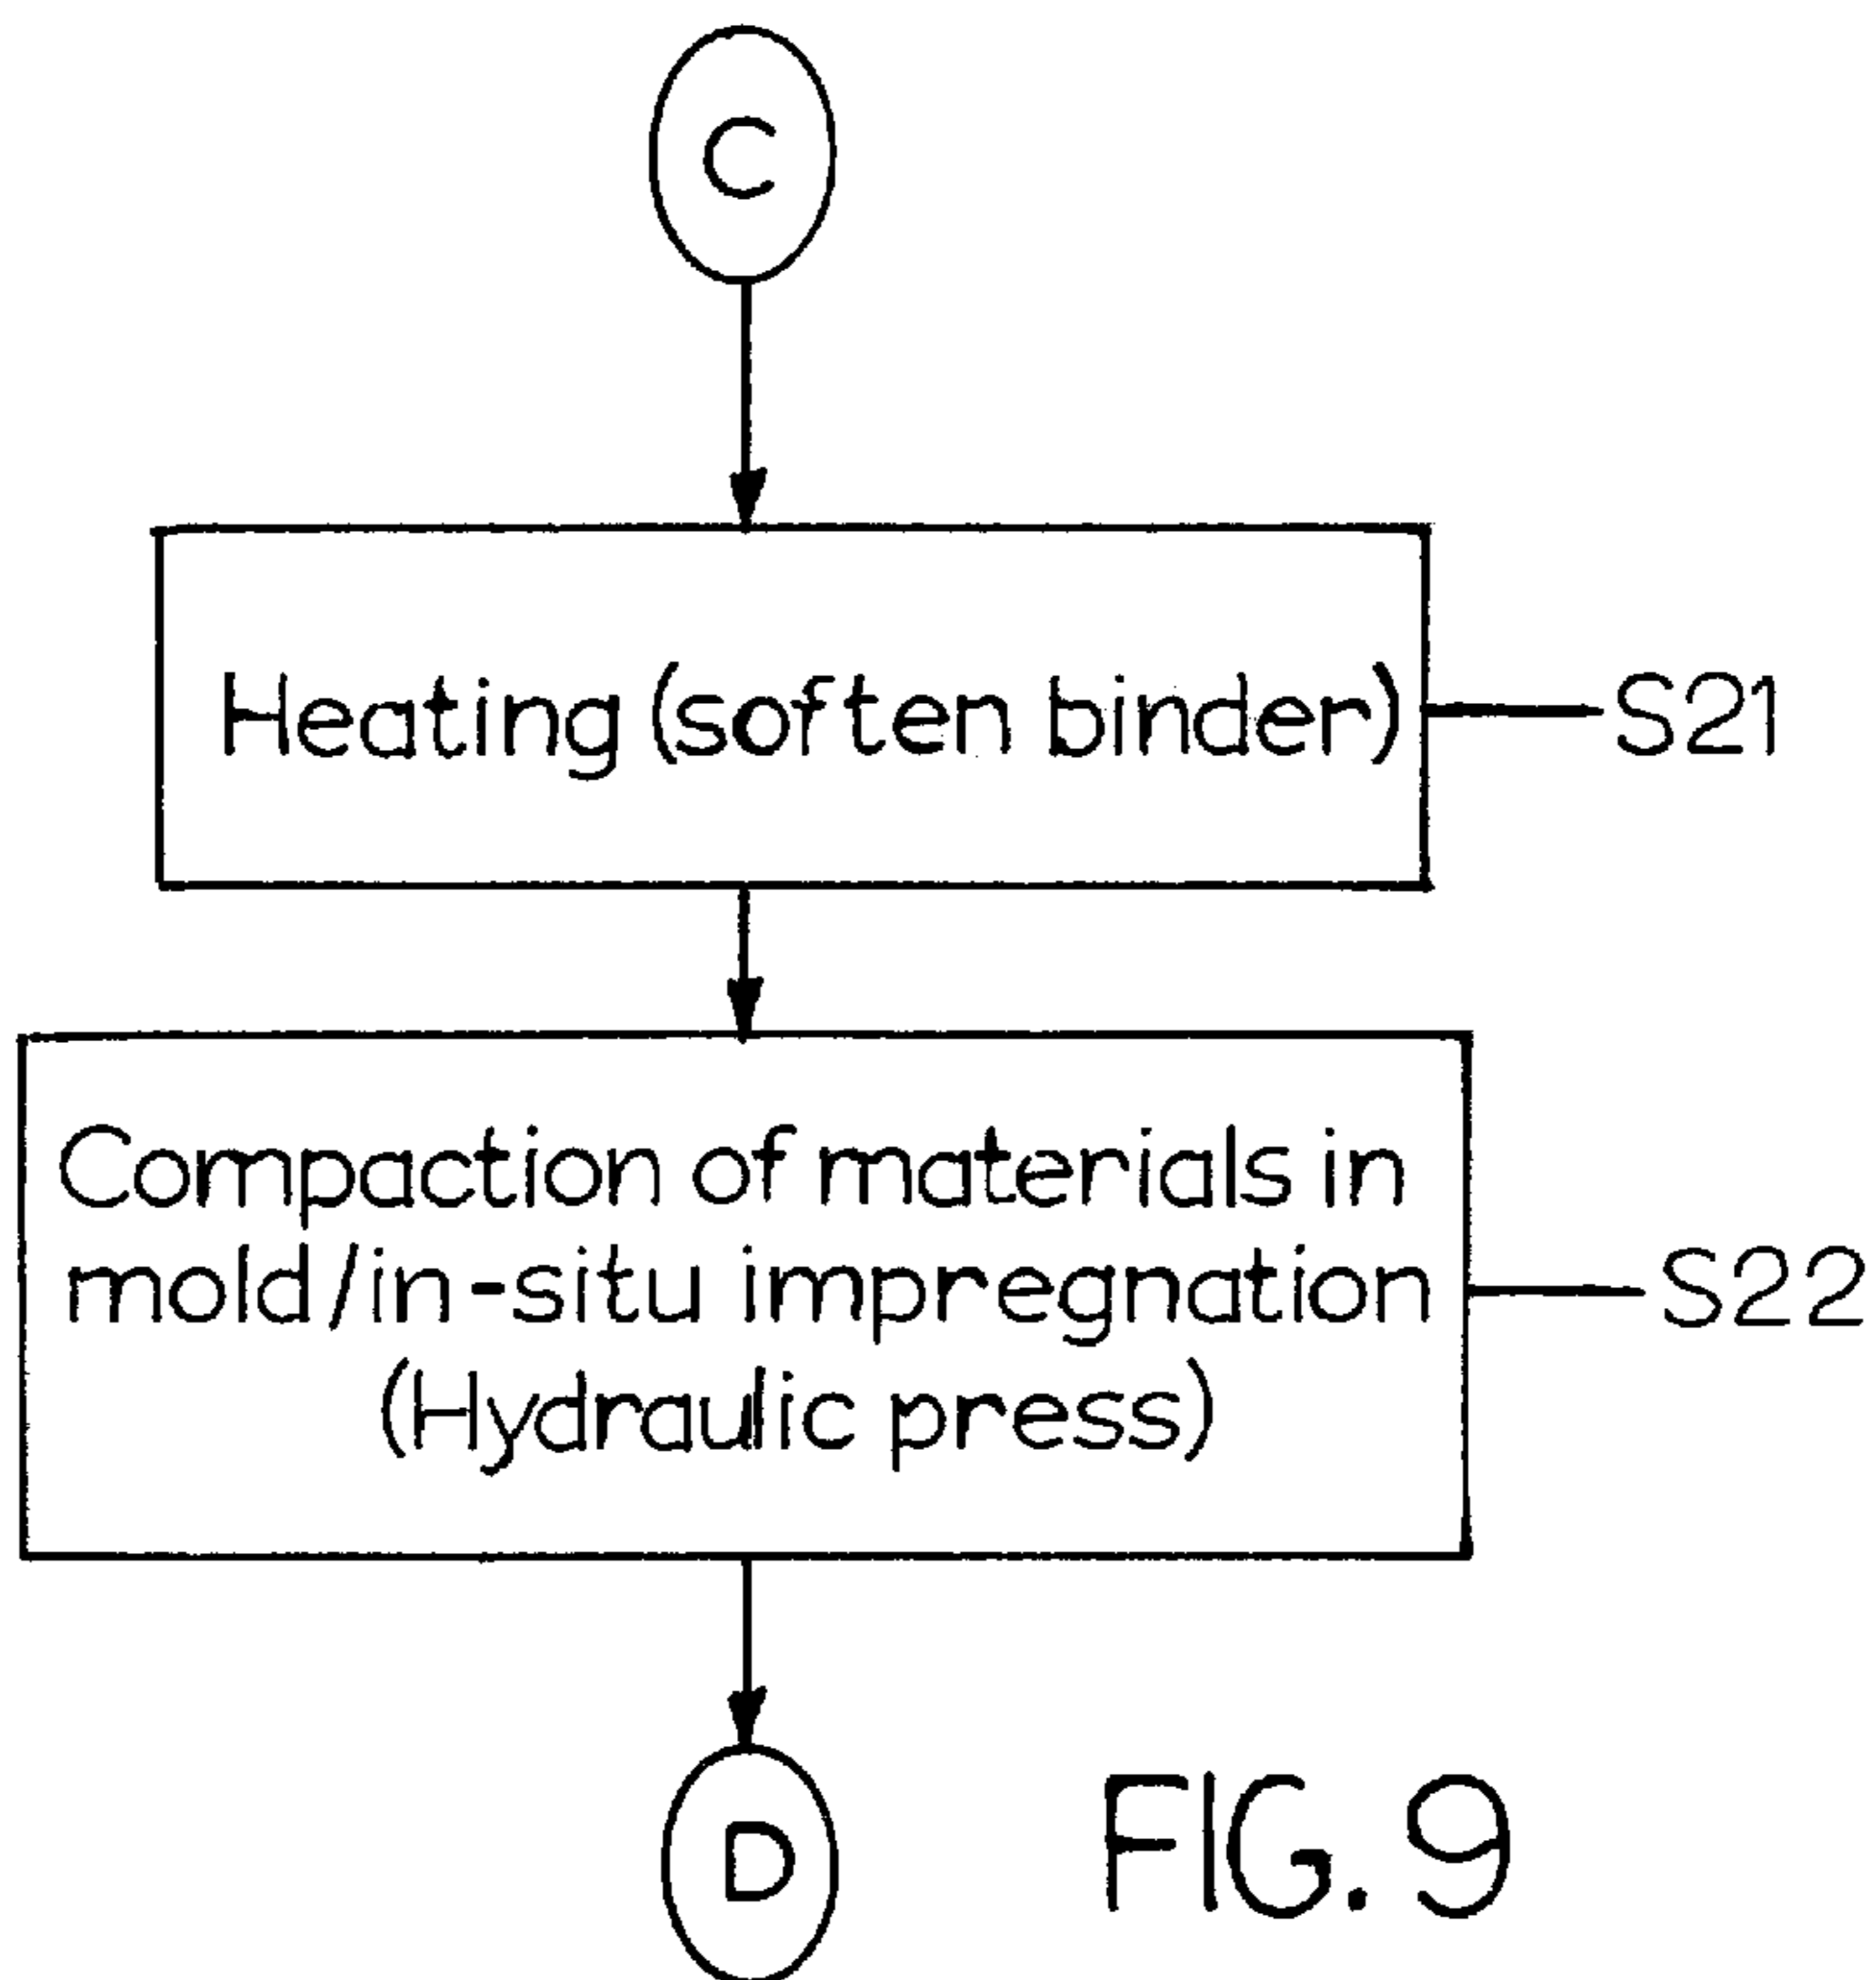 C
Heating (soften binder)
S21
Compaction of materials in
mold/in-situ impregnation
(Hydraulic press)
S22
D
FIG. 9